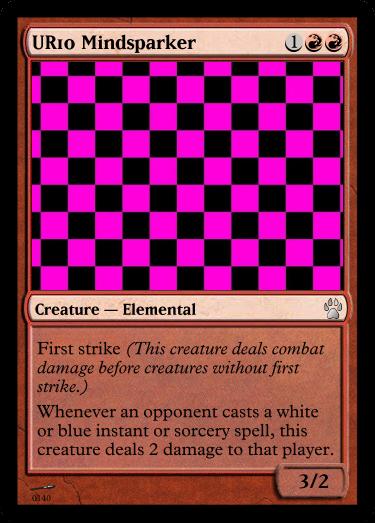 UR10 Mindsparker 1
Creature — Elemental
First strike (This creature deals combat
damage before creatures without first
strike.)
Whenever an opponent casts a white
or blue instant or sorcery spell, this
creature deals 2 damage to that player.
3/2
0140